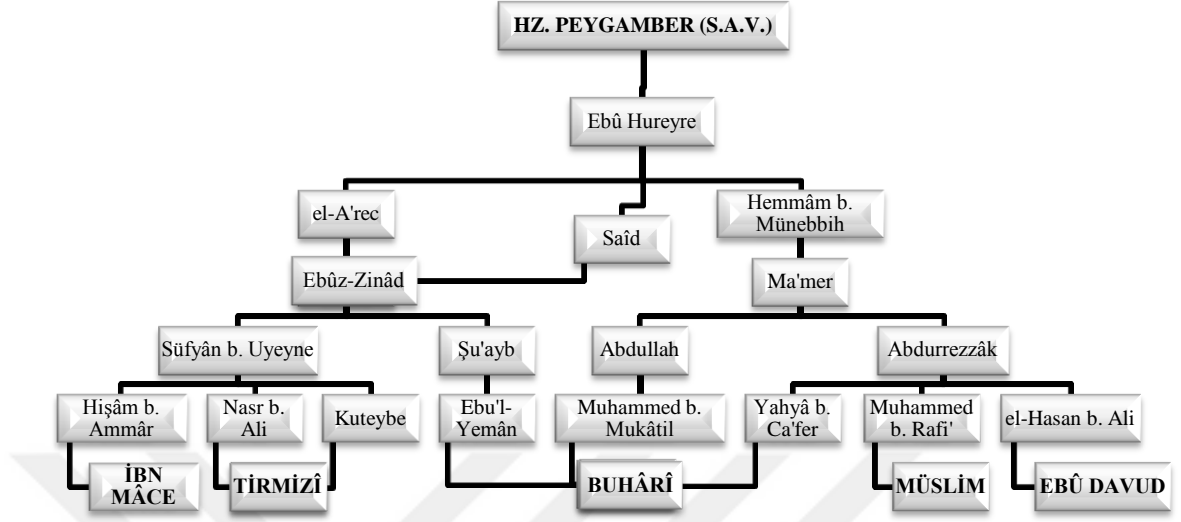 HZ. PEYGAMBER (S.A.V.)
Ebû Hureyre
el-A'rec
Saîd
Hemmâm b.
Münebbih
Ebûz-Zinâd
Ma'mer
Süfyân b. Uyeyne
Şu'ayb
Abdullah
Abdurrezzâk
Hişâm b.
Ammâr
Nasr b.
Ali
Kuteybe
Ebu'l-
Yemân
Muhammed b.
Mukâtil
Yahyâ b.
Ca'fer
Muhammed
b. Rafi'
el-Hasan b. Ali
İBN
MÂCE
TİRMİZÎ
BUHÂRÎ
MÜSLİM
EBÛ DAVUD